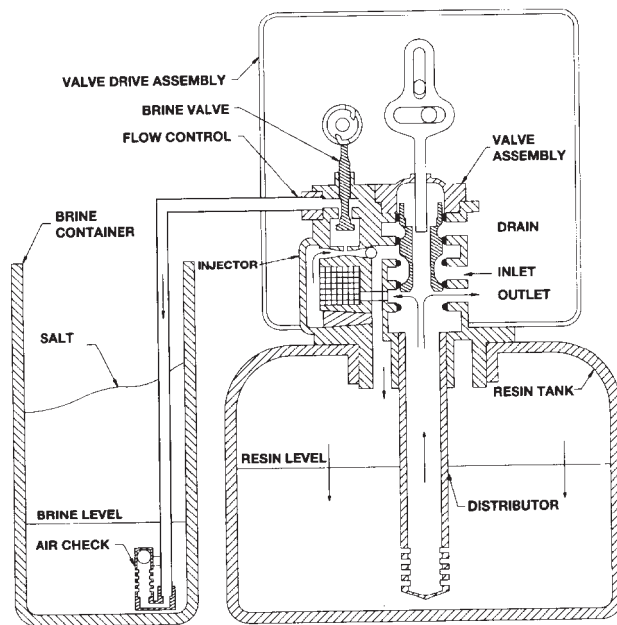 VALVE DRIVE ASSEMBLY
BRINE VALVE
FLOW CONTROL
VALVE
ASSEMBLY
BRINE
CONTAINER
DRAIN
INJECTOR
INLET
OUTLET
SALT
RESIN TANK
RESIN LEVEL
BRINE LEVEL
DISTRIBUTOR
AIR CHECK